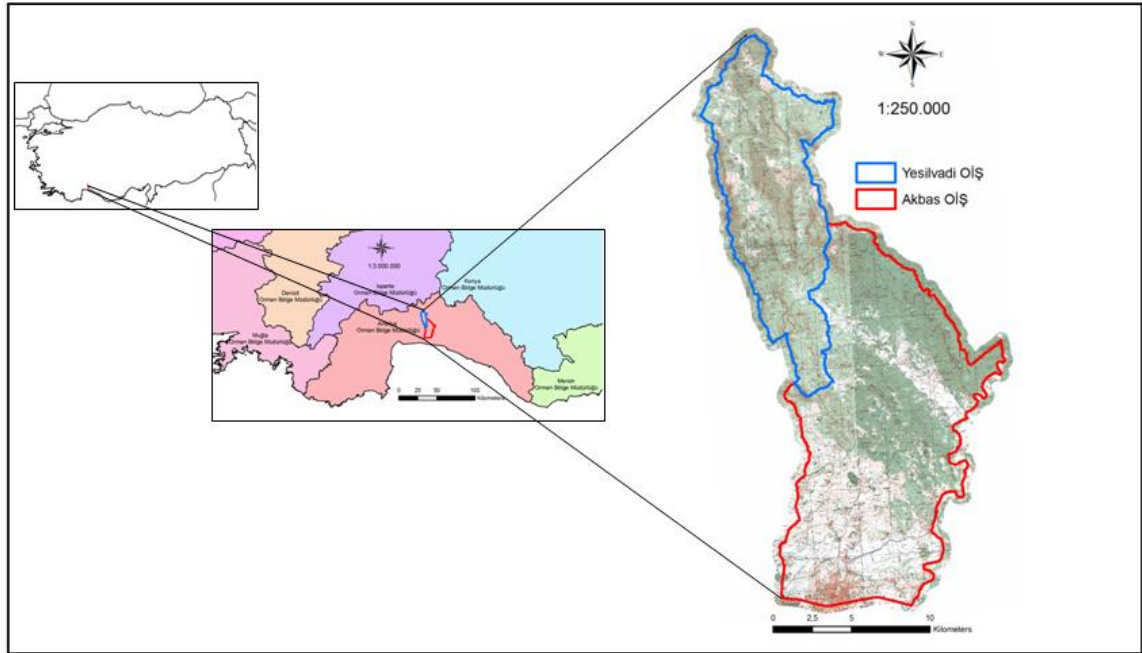 N
W E
S
1:250.000
Yesilvadi OİŞ
Akbas OİŞ
1:3.000.000
Isparta
Orman Bölge Müdürlüğü
Konya
Orman Bölge Müdürlüğü
Denizli
Orman Bölge Müdürlüğü
Antalya
Orman Bölge Müdürlüğü
Muğla
Orman Bölge Müdürlüğü
Mersin
Orman Bölge Müdürlüğü
0 25 50 100
Kilometers
0 2,5 5 10
Kilometers